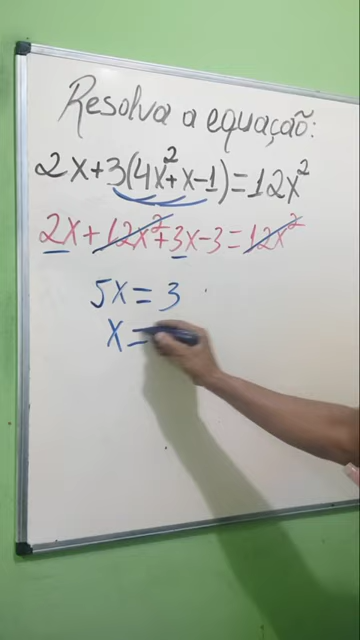 Resolva a equação:
2x+3(4x²+x-1)=12x²
2x+12x²+3x-3=12x²
5x=3
x=